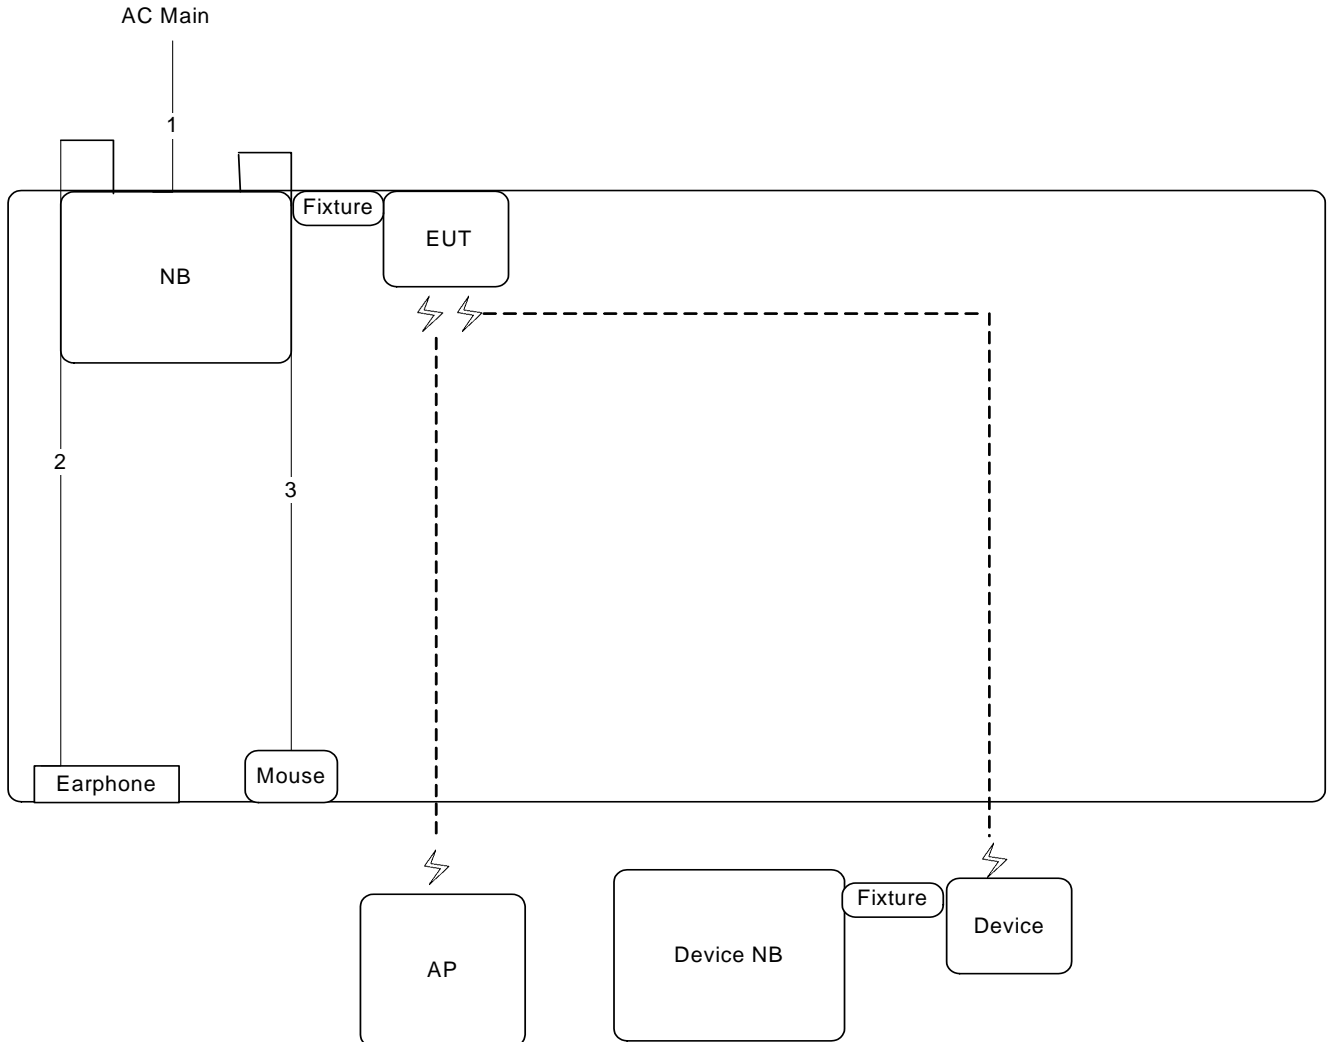 AC Main
1
Fixture
EUT
NB
2
3
Earphone
Mouse
Fixture
Device
Device NB
AP